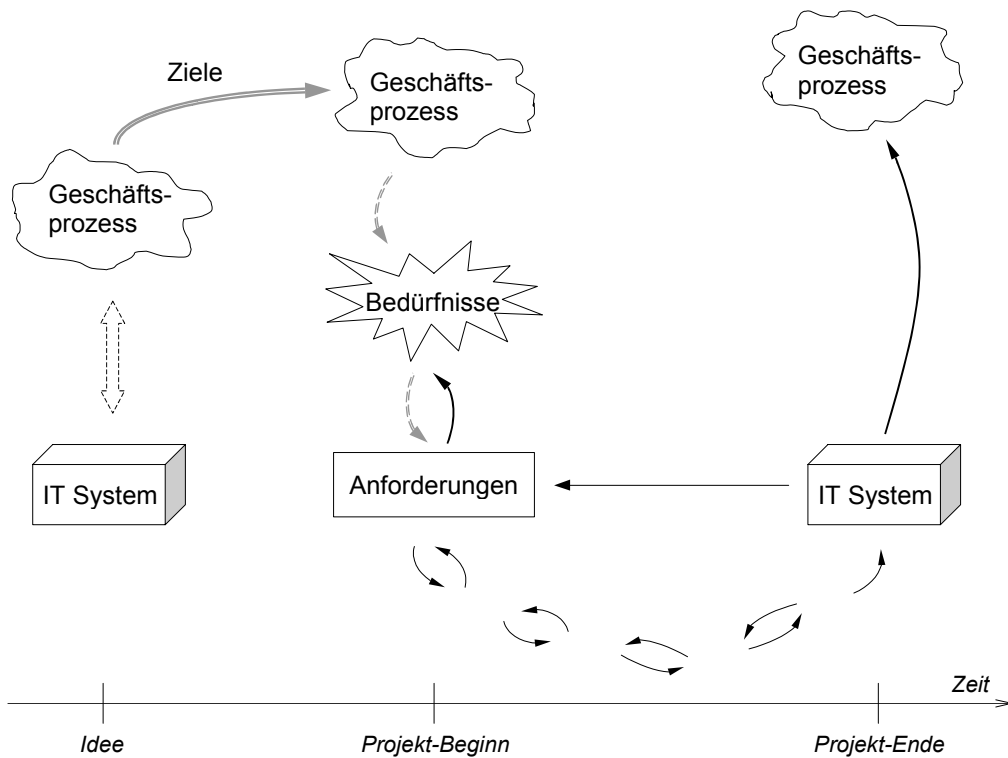 Ziele
Geschäfts-
prozess
Geschäfts-
prozess
Geschäfts-
prozess
Bedürfnisse
IT System
Anforderungen
IT System
Zeit
Idee
Projekt-Beginn
Projekt-Ende